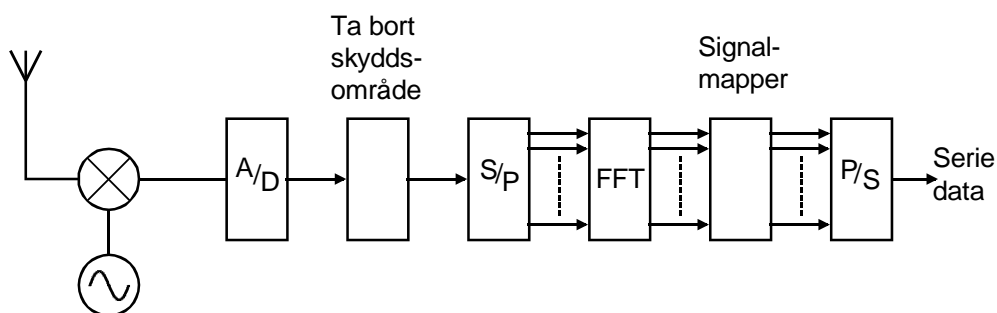 Ta bort
skydds-
område
Signal-
mapper
A/D
S/P
FFT
P/S
Serie
data